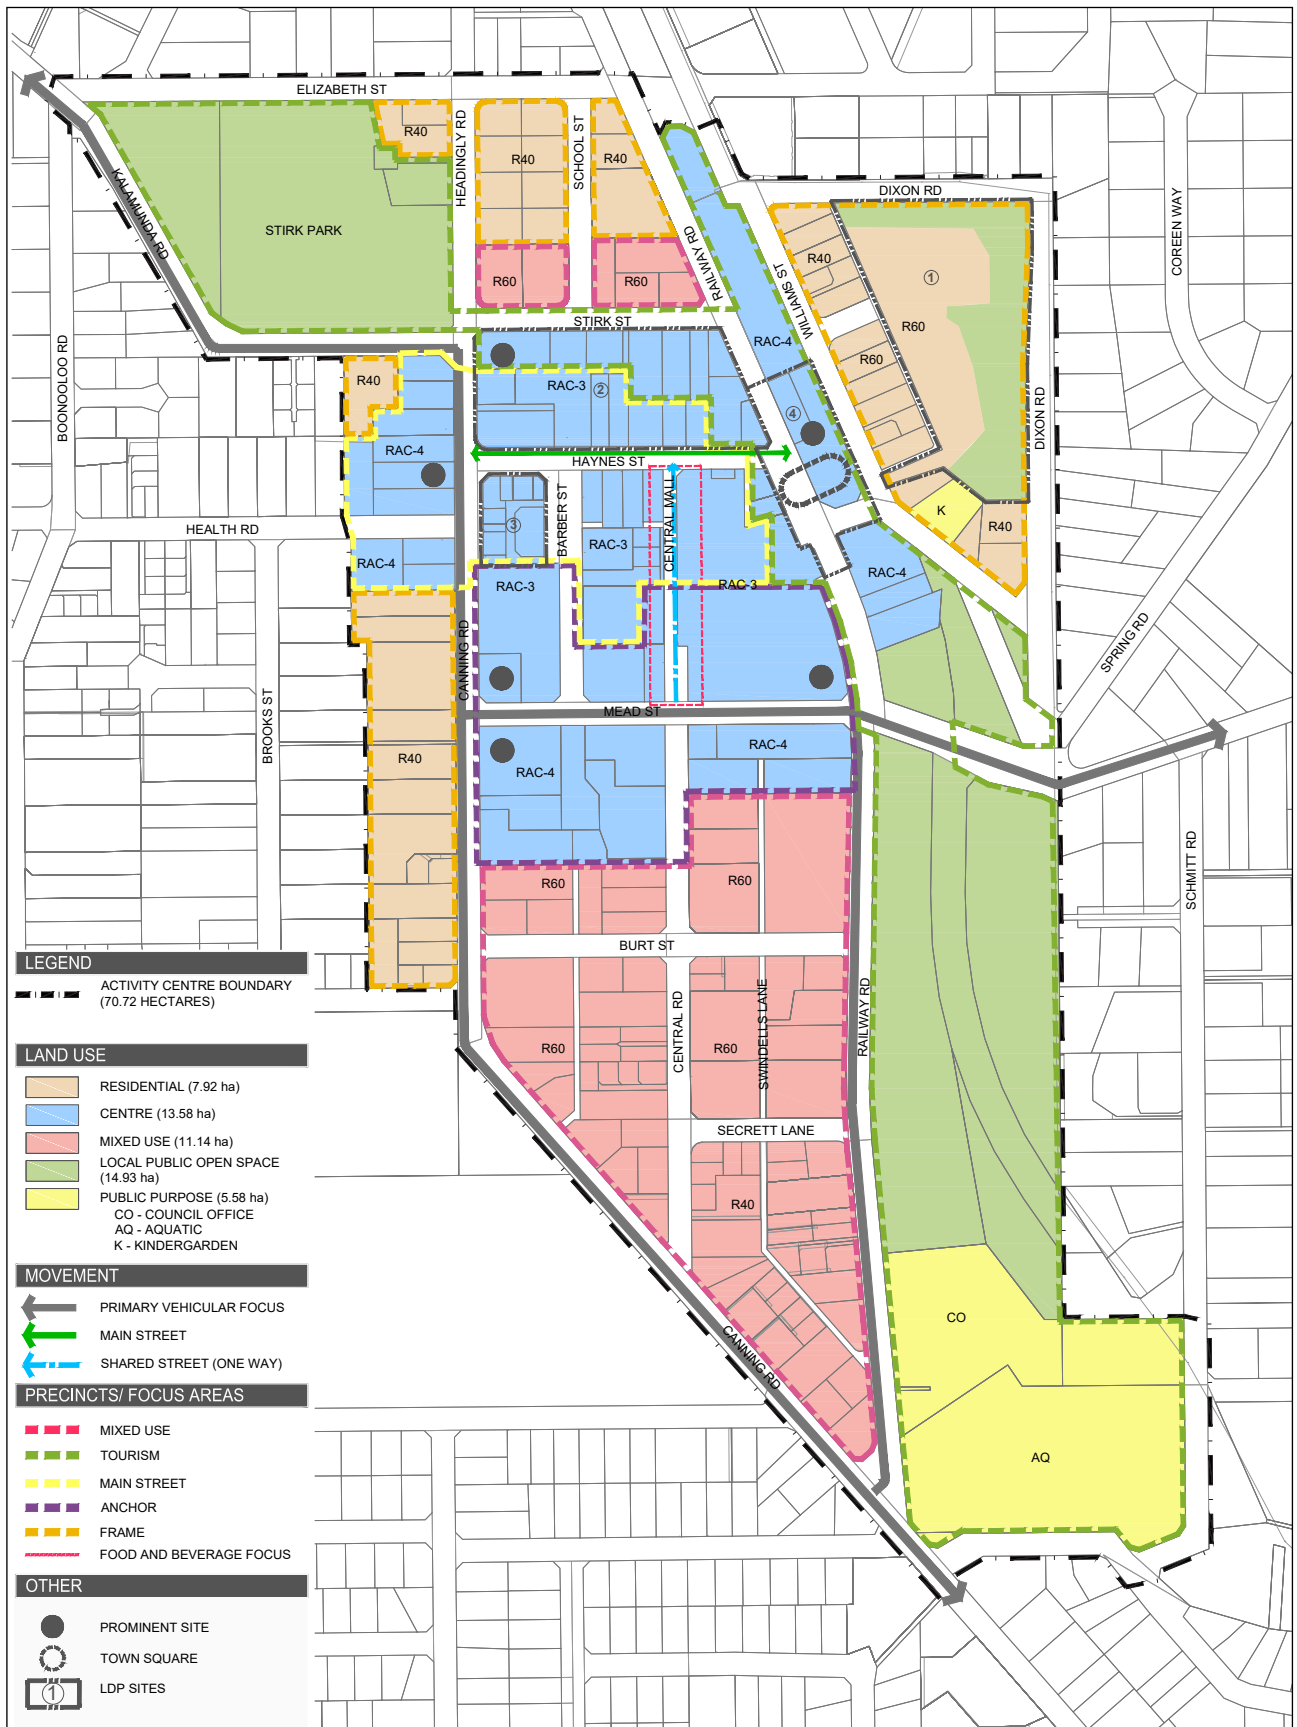 ELIZABETH ST
R40
HEADINGLY RD
R40
SCHOOL ST
R40
KALAMUNDA RD
STIRK PARK
RAILWAY RD
DIXON RD
COREEN WAY
R40
WILLIAMS ST
1
R60
R60
R60
R60
STIRK ST
RAC-4
BOONOOLOO RD
R40
RAC-3
2
4
DIXON RD
RAC-4
HAYNES ST
HEALTH RD
3
BARBER ST
RAC-3
CENTRAL MALL
K
R40
RAC-4
RAC-3
RAC-3
RAC-4
CANNING RD
SPRING RD
BROOKS ST
MEAD ST
R40
RAC-4
RAC-4
SCHMITT RD
R60
R60
BURT ST
CENTRAL RD
SWINDELLS LANE
RAILWAY RD
R60
R60
SECRETT LANE
R40
CANNING RD
CO
AQ
LEGEND
ACTIVITY CENTRE BOUNDARY
(70.72 HECTARES)
LAND USE
RESIDENTIAL (7.92 ha)
CENTRE (13.58 ha)
MIXED USE (11.14 ha)
LOCAL PUBLIC OPEN SPACE
(14.93 ha)
PUBLIC PURPOSE (5.58 ha)
CO - COUNCIL OFFICE
AQ - AQUATIC
K - KINDERGARDEN
MOVEMENT
PRIMARY VEHICULAR FOCUS
MAIN STREET
SHARED STREET (ONE WAY)
PRECINCTS/ FOCUS AREAS
MIXED USE
TOURISM
MAIN STREET
ANCHOR
FRAME
FOOD AND BEVERAGE FOCUS
OTHER
PROMINENT SITE
TOWN SQUARE
1
LDP SITES